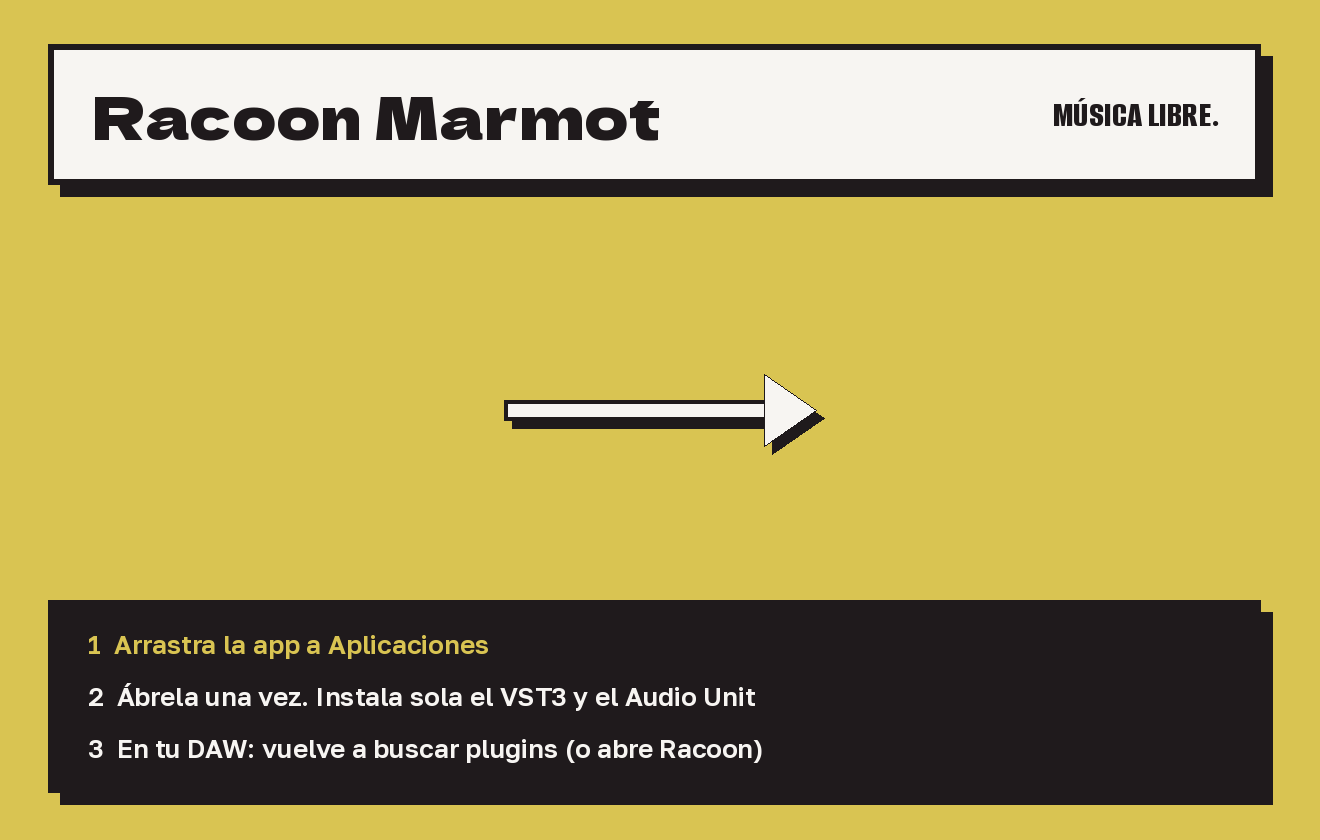 Racoon Marmot
MÚSICA LIBRE.
1 Arrastra la app a Aplicaciones
2 Ábrela una vez. Instala sola el VST3 y el Audio Unit
3 En tu DAW: vuelve a buscar plugins (o abre Racoon)